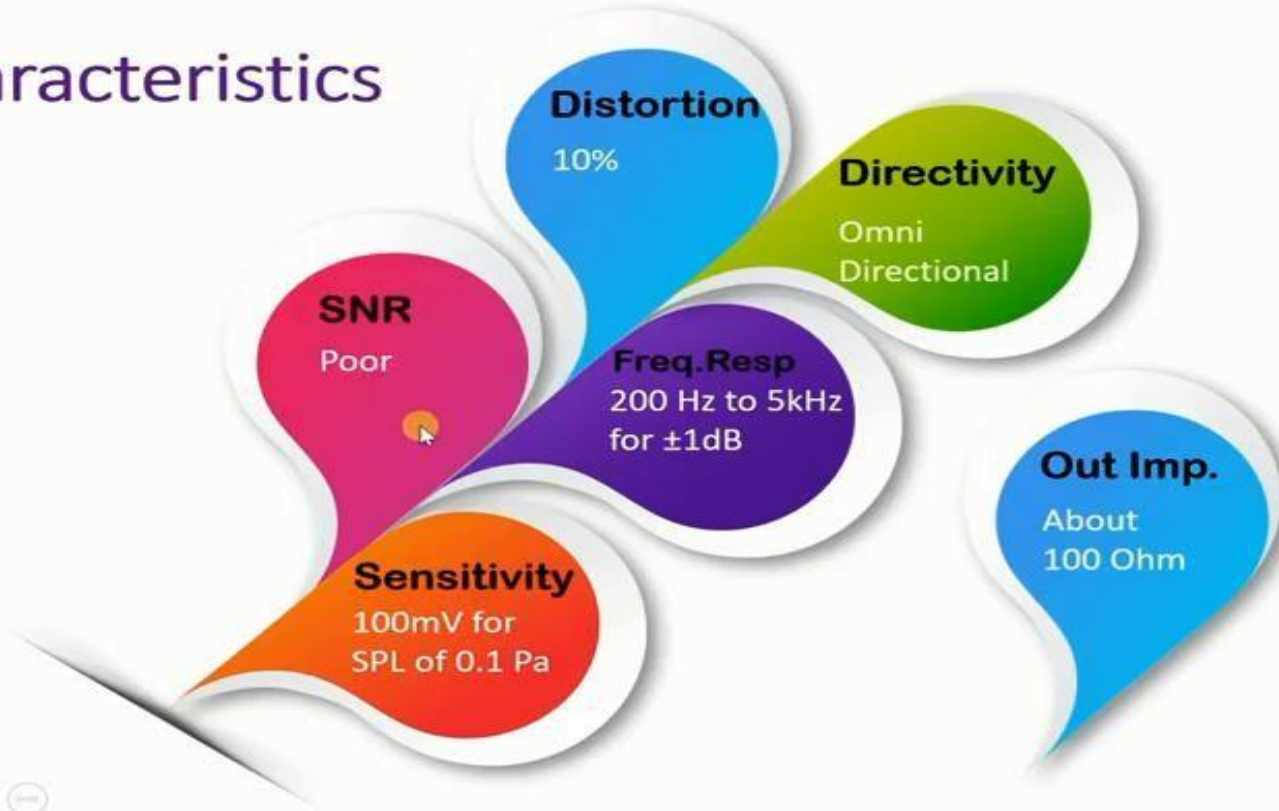 Distortion
10%
Directivity
Omni
Directional
SNR
Poor
Freq.Resp
200 Hz to 5kHz
for ±1dB
Out Imp.
About
100 Ohm
Sensitivity
100mV for
SPL of 0.1 Pa